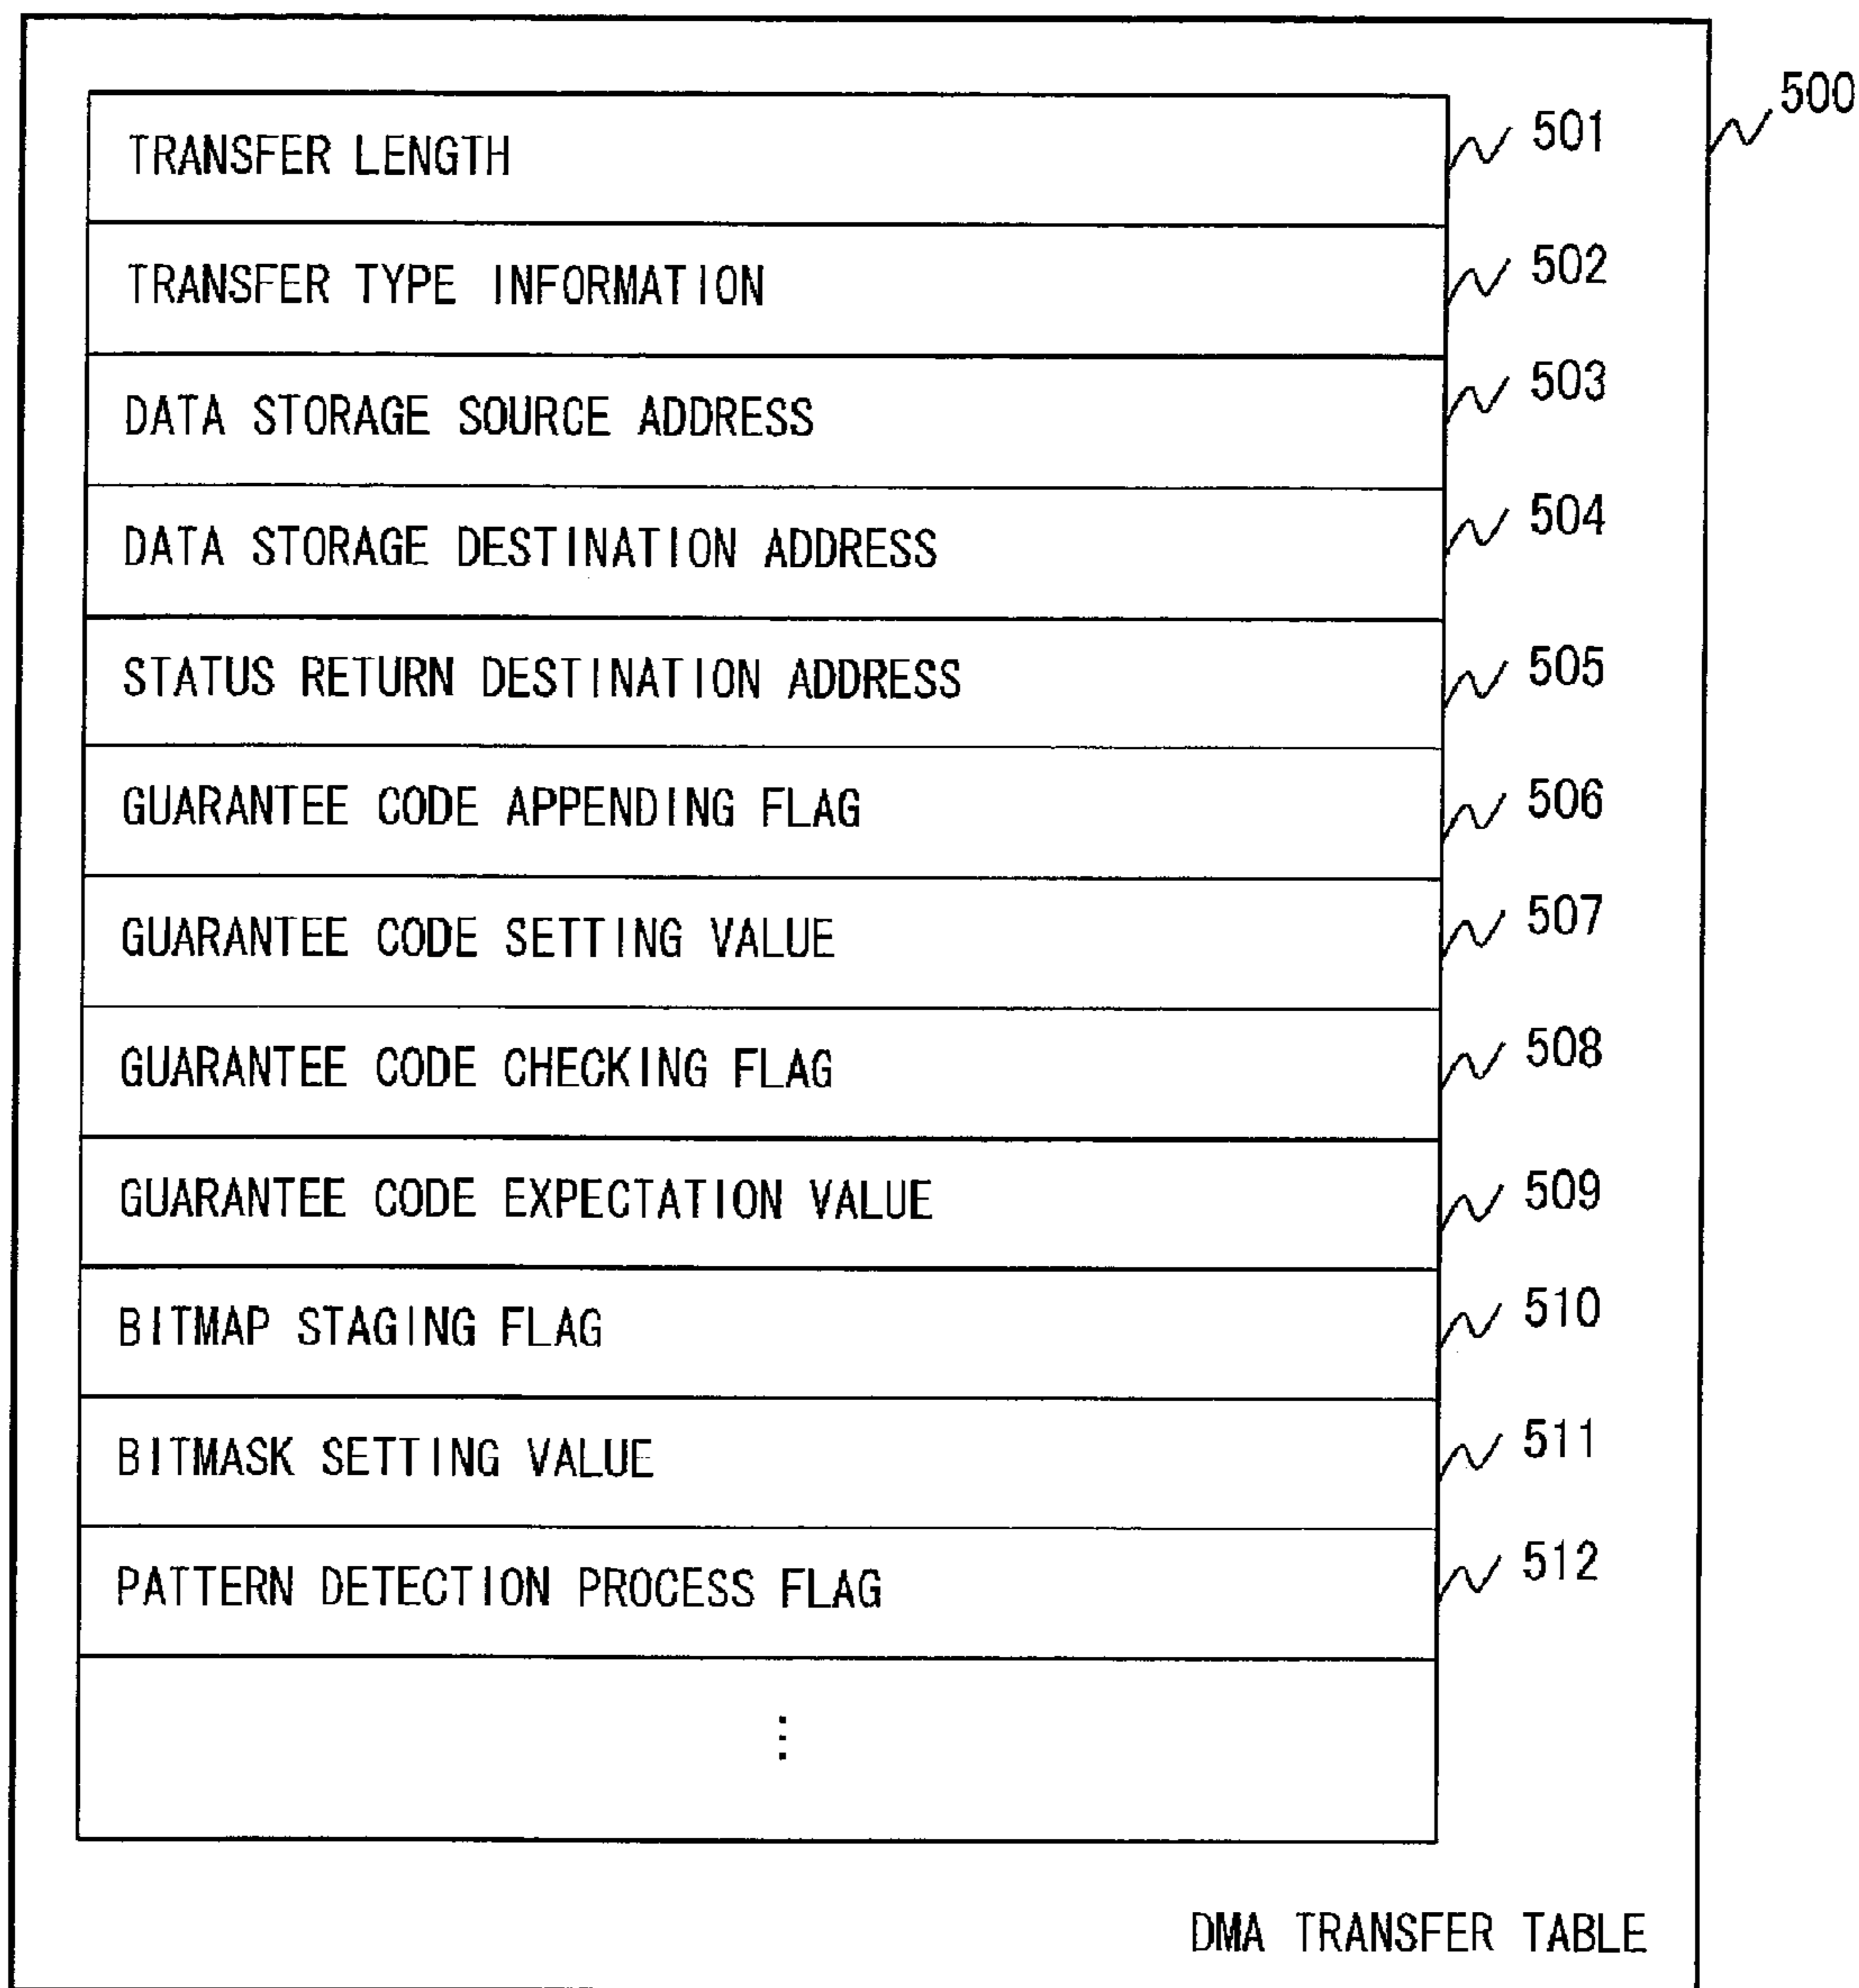 500
TRANSFER LENGTH 501
TRANSFER TYPE INFORMATION 502
DATA STORAGE SOURCE ADDRESS 503
DATA STORAGE DESTINATION ADDRESS 504
STATUS RETURN DESTINATION ADDRESS 505
GUARANTEE CODE APPENDING FLAG 506
GUARANTEE CODE SETTING VALUE 507
GUARANTEE CODE CHECKING FLAG 508
GUARANTEE CODE EXPECTATION VALUE 509
BITMAP STAGING FLAG 510
BITMASK SETTING VALUE 511
PATTERN DETECTION PROCESS FLAG 512
⋮
DMA TRANSFER TABLE